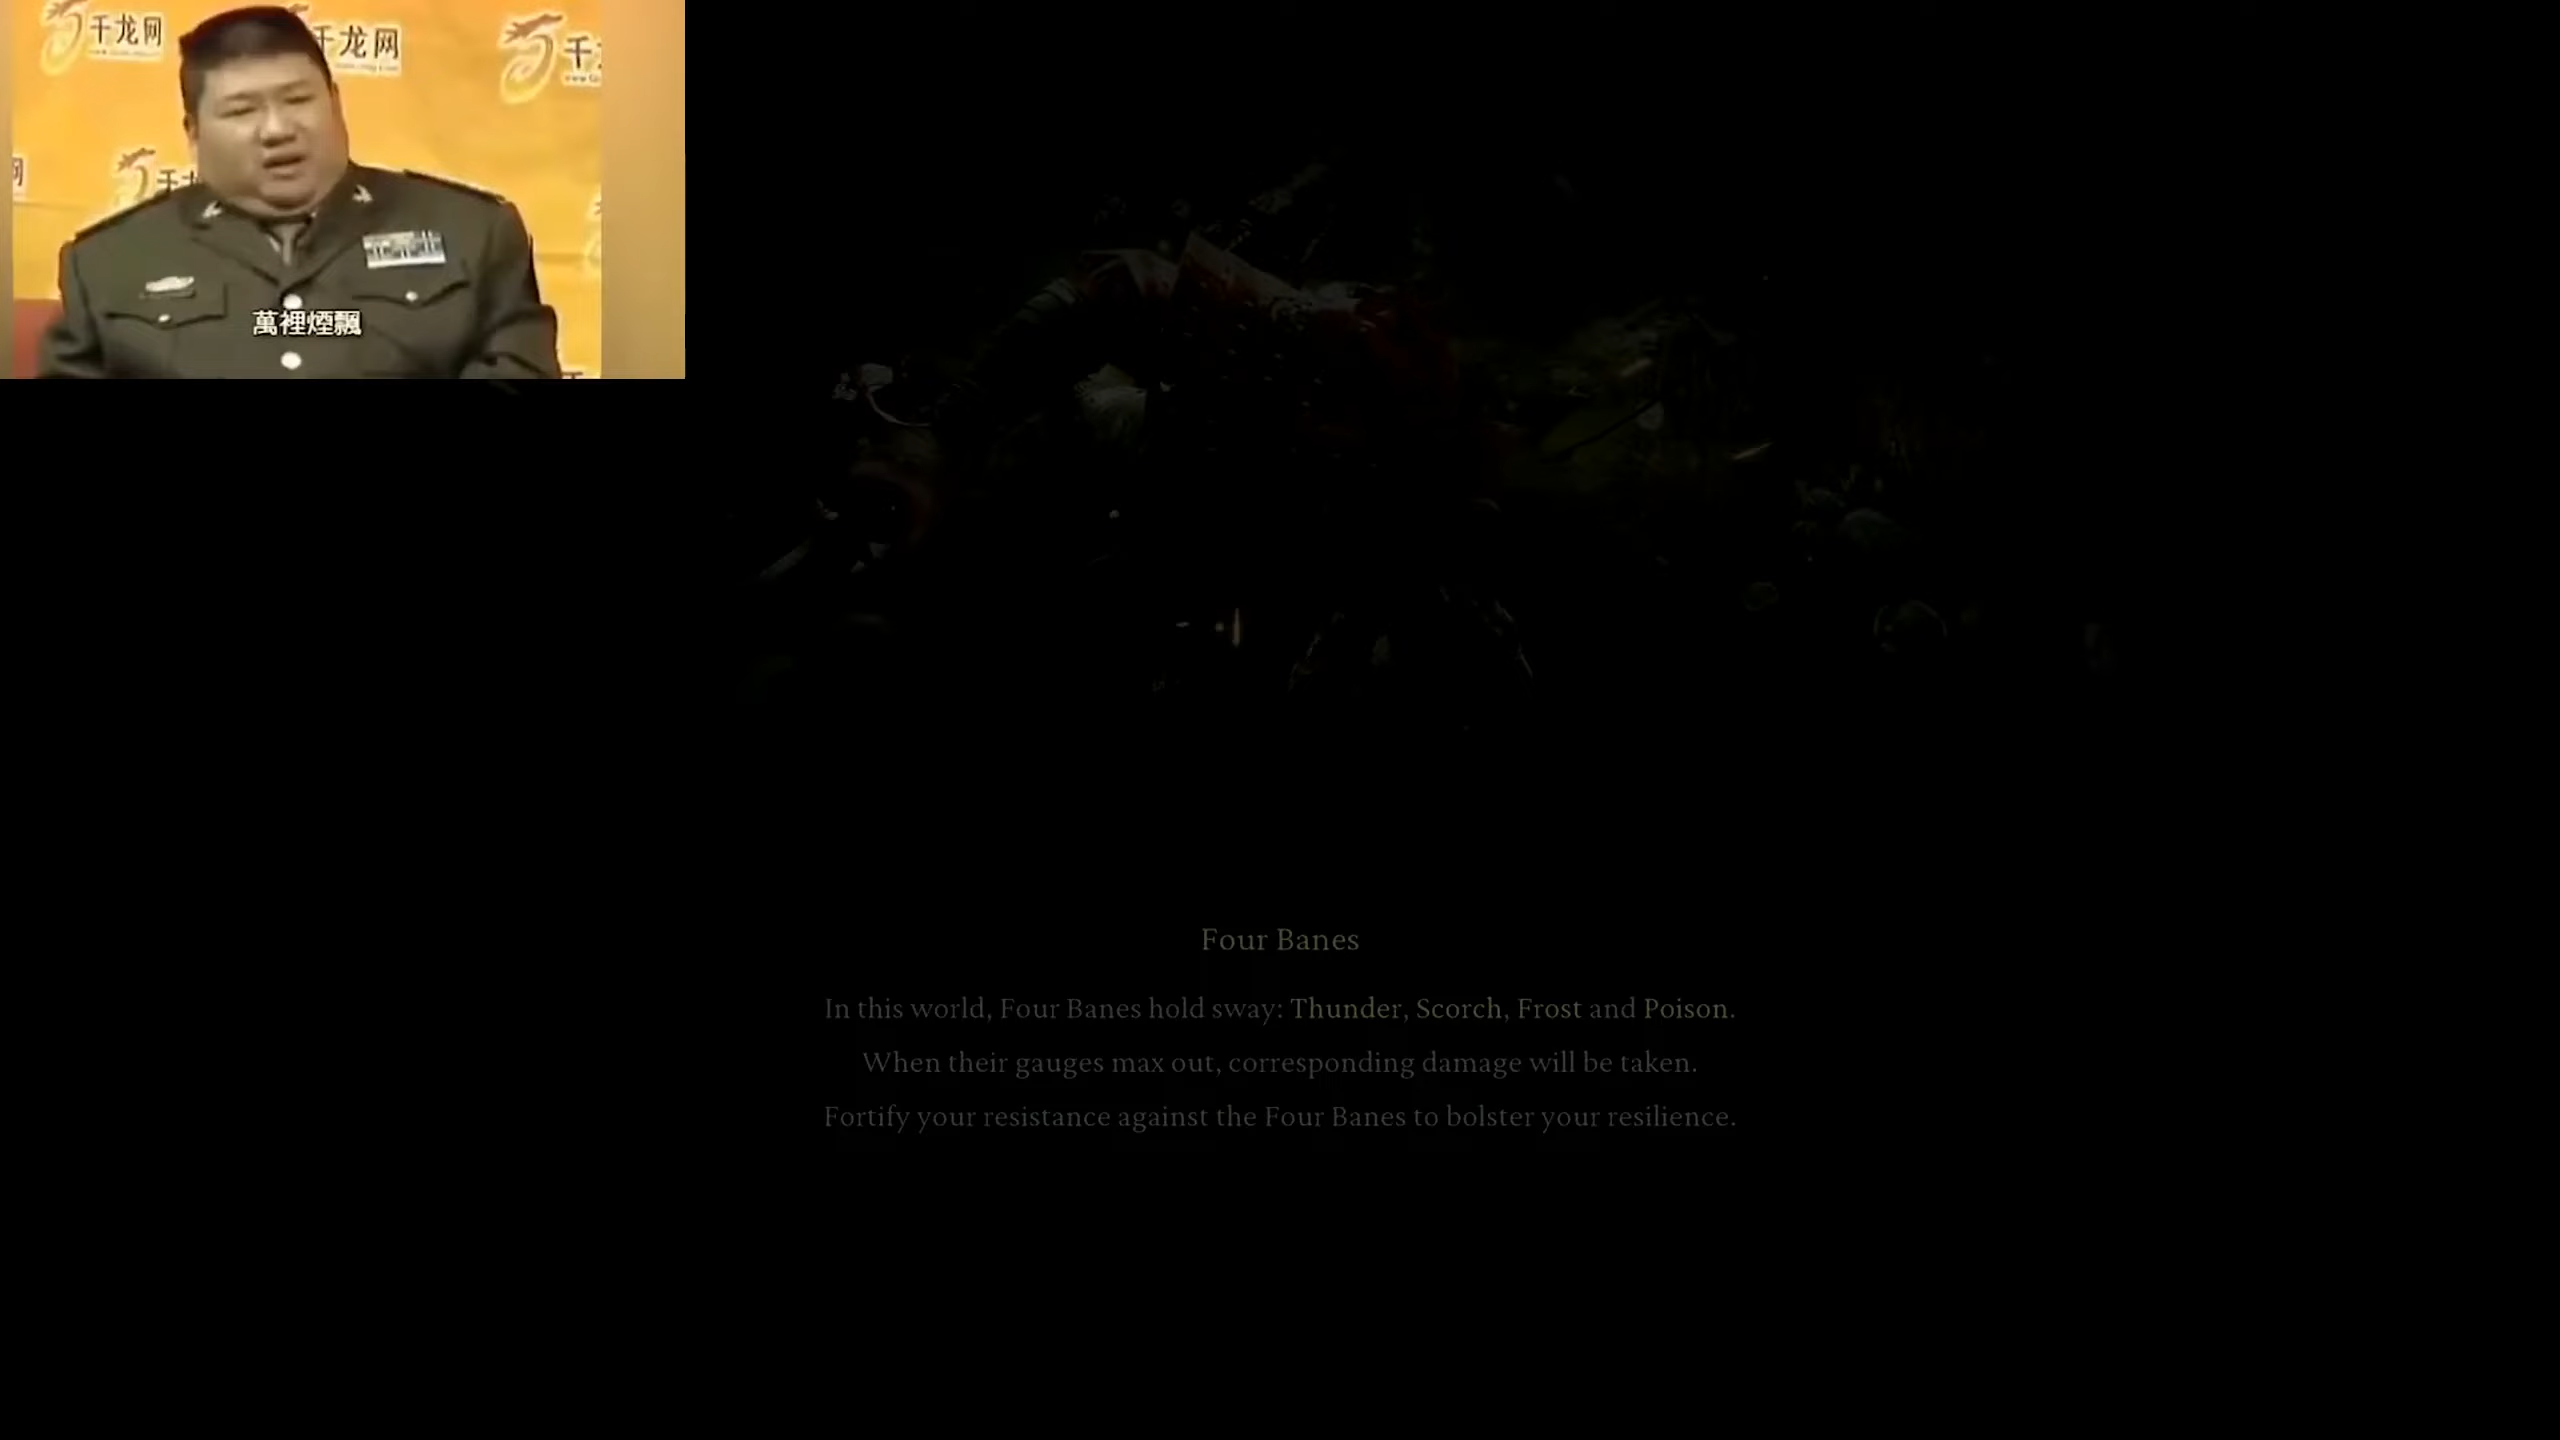 千龙网
千龙网
千
网
萬裡煙飄
Four Banes
In this world, Four Banes hold sway: Thunder, Scorch, Frost and Poison.
When their gauges max out, corresponding damage will be taken.
Fortify your resistance against the Four Banes to bolster your resilience.